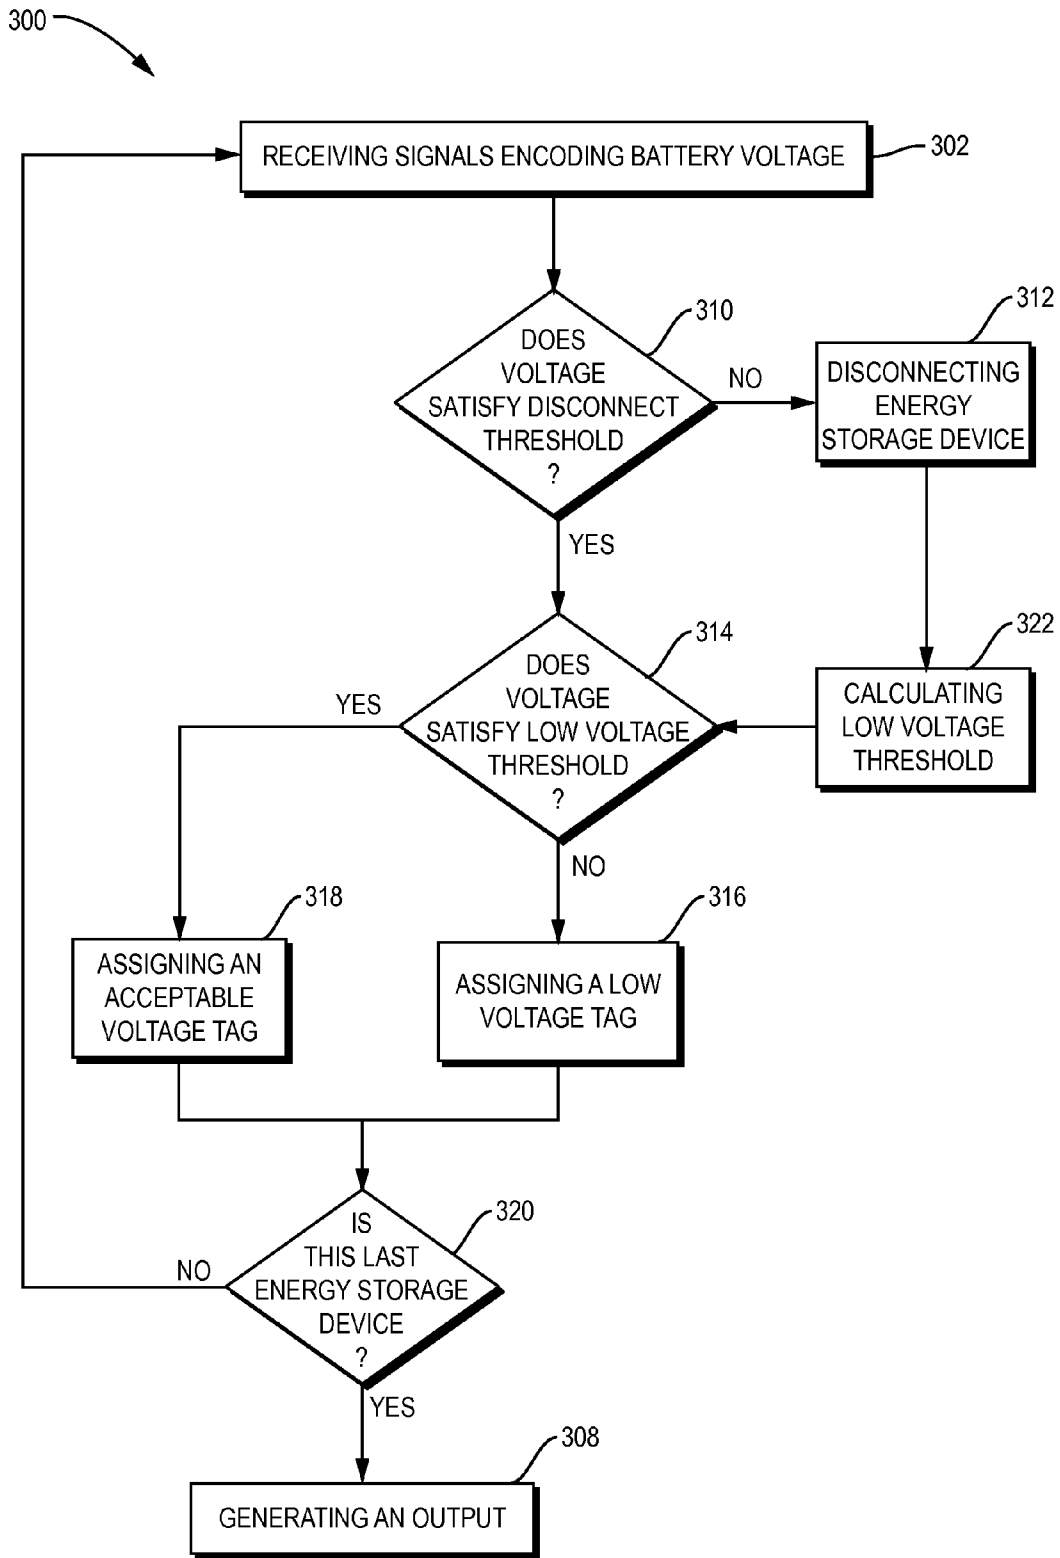 300
RECEIVING SIGNALS ENCODING BATTERY VOLTAGE
302
DOES
VOLTAGE
SATISFY DISCONNECT
THRESHOLD
?
310
NO
DISCONNECTING
ENERGY
STORAGE DEVICE
312
YES
DOES
VOLTAGE
SATISFY LOW VOLTAGE
THRESHOLD
?
314
CALCULATING
LOW VOLTAGE
THRESHOLD
322
YES
NO
ASSIGNING AN
ACCEPTABLE
VOLTAGE TAG
318
ASSIGNING A LOW
VOLTAGE TAG
316
IS
THIS LAST
ENERGY STORAGE
DEVICE
?
320
NO
YES
GENERATING AN OUTPUT
308